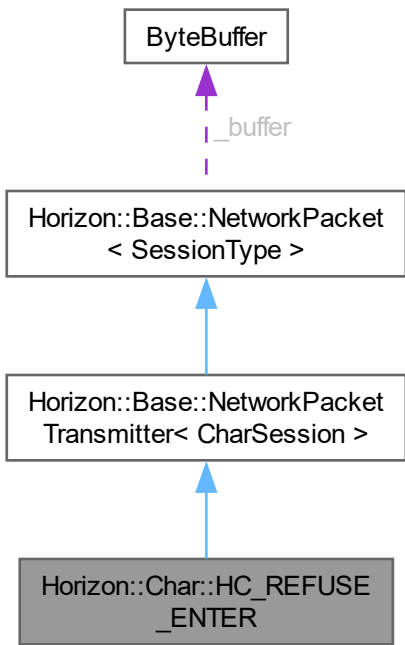 ByteBuffer
_buffer
Horizon::Base::NetworkPacket
< SessionType >
Horizon::Base::NetworkPacket
Transmitter< CharSession >
Horizon::Char::HC_REFUSE
_ENTER